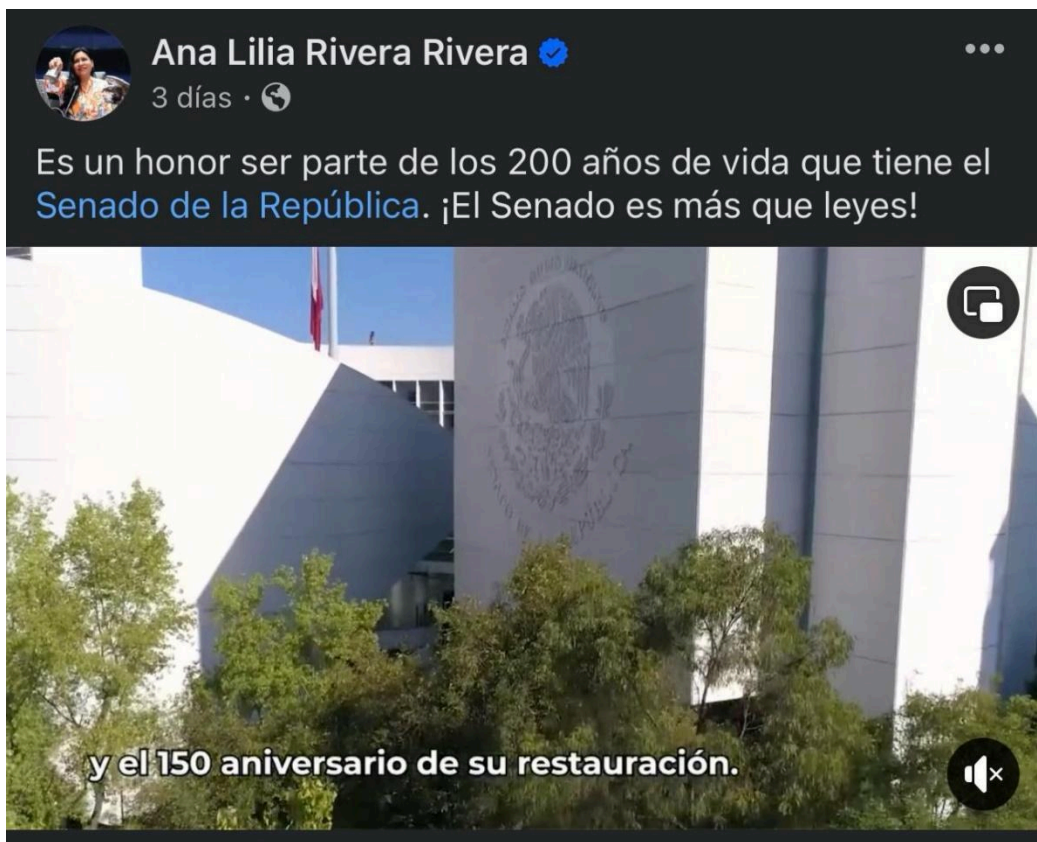 Ana Lilia Rivera Rivera
3 días ·
Es un honor ser parte de los 200 años de vida que tiene el
Senado de la República. ¡El Senado es más que leyes!
y el 150 aniversario de su restauración.